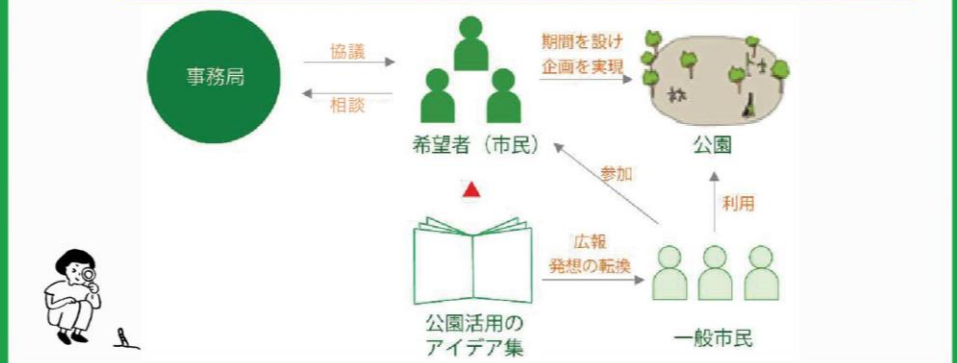 事務局
協議
相談
希望者（市民）
期間を設け
企画を実現
公園
参加
利用
広報
発想の転換
公園活用の
アイデア集
一般市民